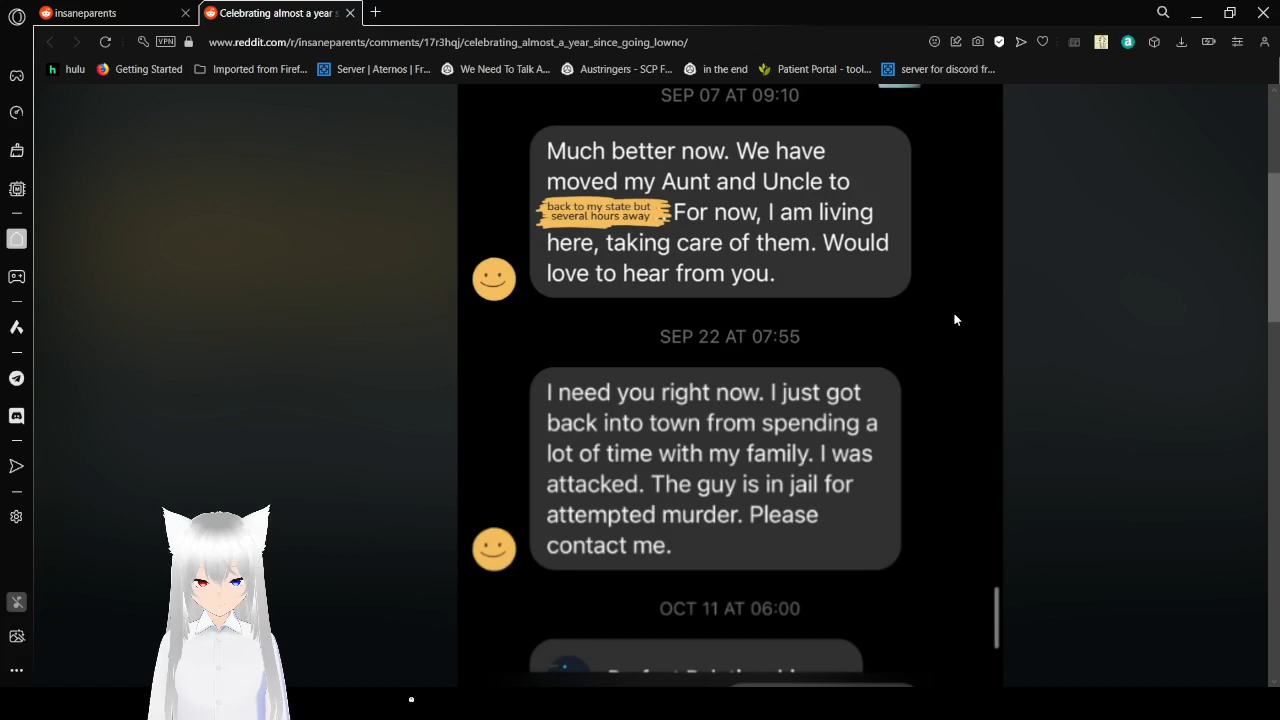 insaneparents
Celebrating almost a year s
VPN
www.reddit.com/r/insaneparents/comments/17r3hqj/celebrating_almost_a_year_since_going_lowno/
hulu
Getting Started
Imported from Firef...
Server | Aternos | Fr...
We Need To Talk A...
Austringers - SCP F...
in the end
Patient Portal - tool...
server for discord fr...
SEP 07 AT 09:10
Much better now. We have
moved my Aunt and Uncle to
back to my state but
several hours away
For now, I am living
here, taking care of them. Would
love to hear from you.
SEP 22 AT 07:55
I need you right now. I just got
back into town from spending a
lot of time with my family. I was
attacked. The guy is in jail for
attempted murder. Please
contact me.
OCT 11 AT 06:00